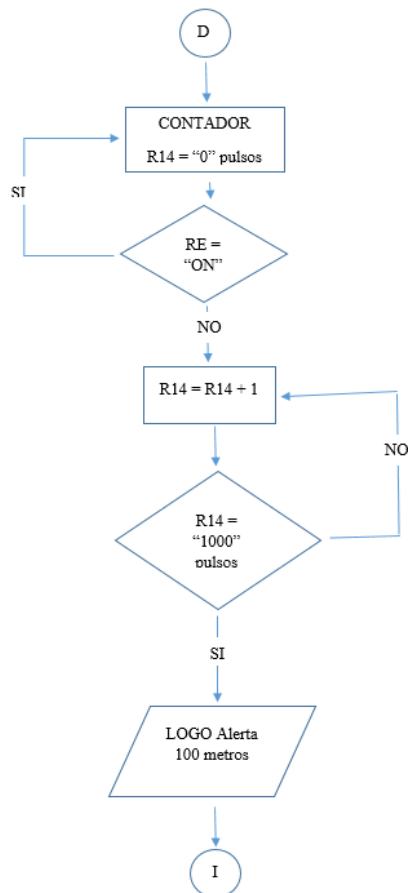 D
CONTADOR
R14 = “0” pulsos
SI
RE =
“ON”
NO
R14 = R14 + 1
NO
R14 =
“1000”
pulsos
SI
LOGO Alerta
100 metros
I